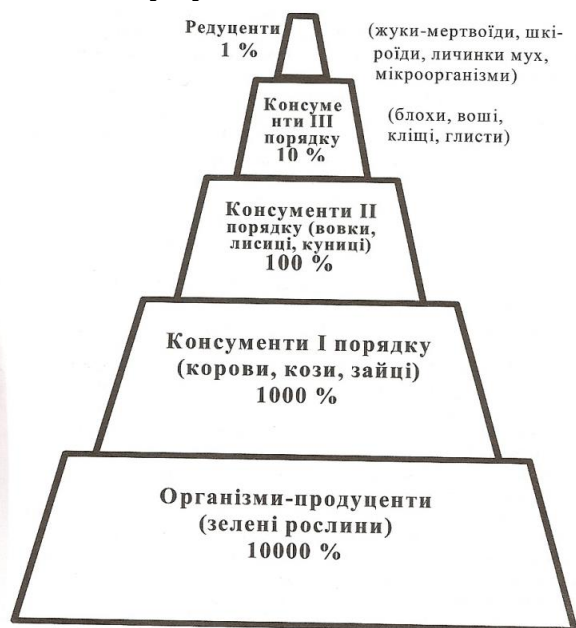 Редуценти
1 %
(жуки-мертвоїди, шкі-
роїди, личинки мух,
мікроорганізми)
Консуме
нти III
порядку
10 %
(блохи, воші,
кліщі, глисти)
Консументи II
порядку (вовки,
лисиці, куниці)
100 %
Консументи I порядку
(корови, кози, зайці)
1000 %
Організми-продуценти
(зелені рослини)
10000 %